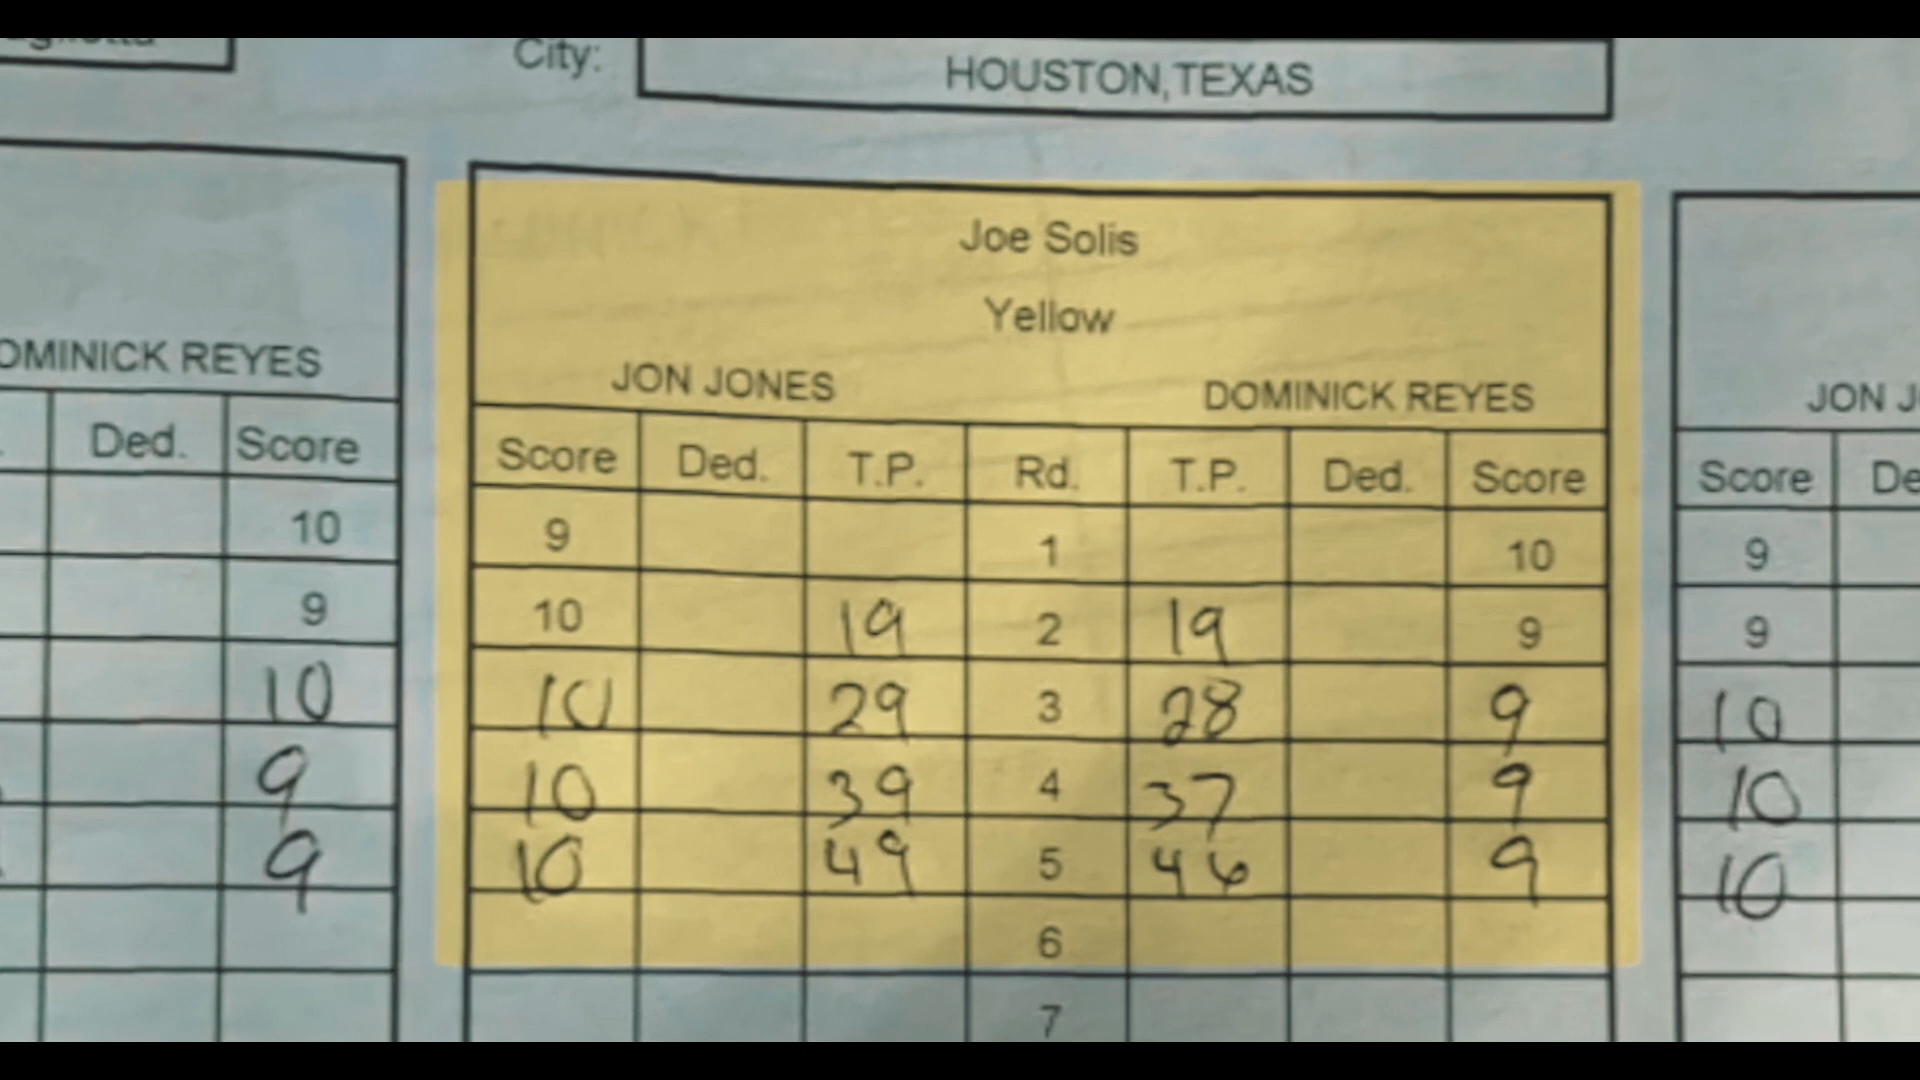 City:
HOUSTON, TEXAS
Joe Solis
Yellow
DOMINICK REYES
JON JONES
DOMINICK REYES
JON J
Ded. Score
Score Ded. T.P. Rd. T.P. Ded. Score
Score De
10
9 1 10
9
9
10 19 2 19 9
9
10
10 29 3 28 9
10
9
10 39 4 37 9
10
9
10 49 5 46 9
10
6
7